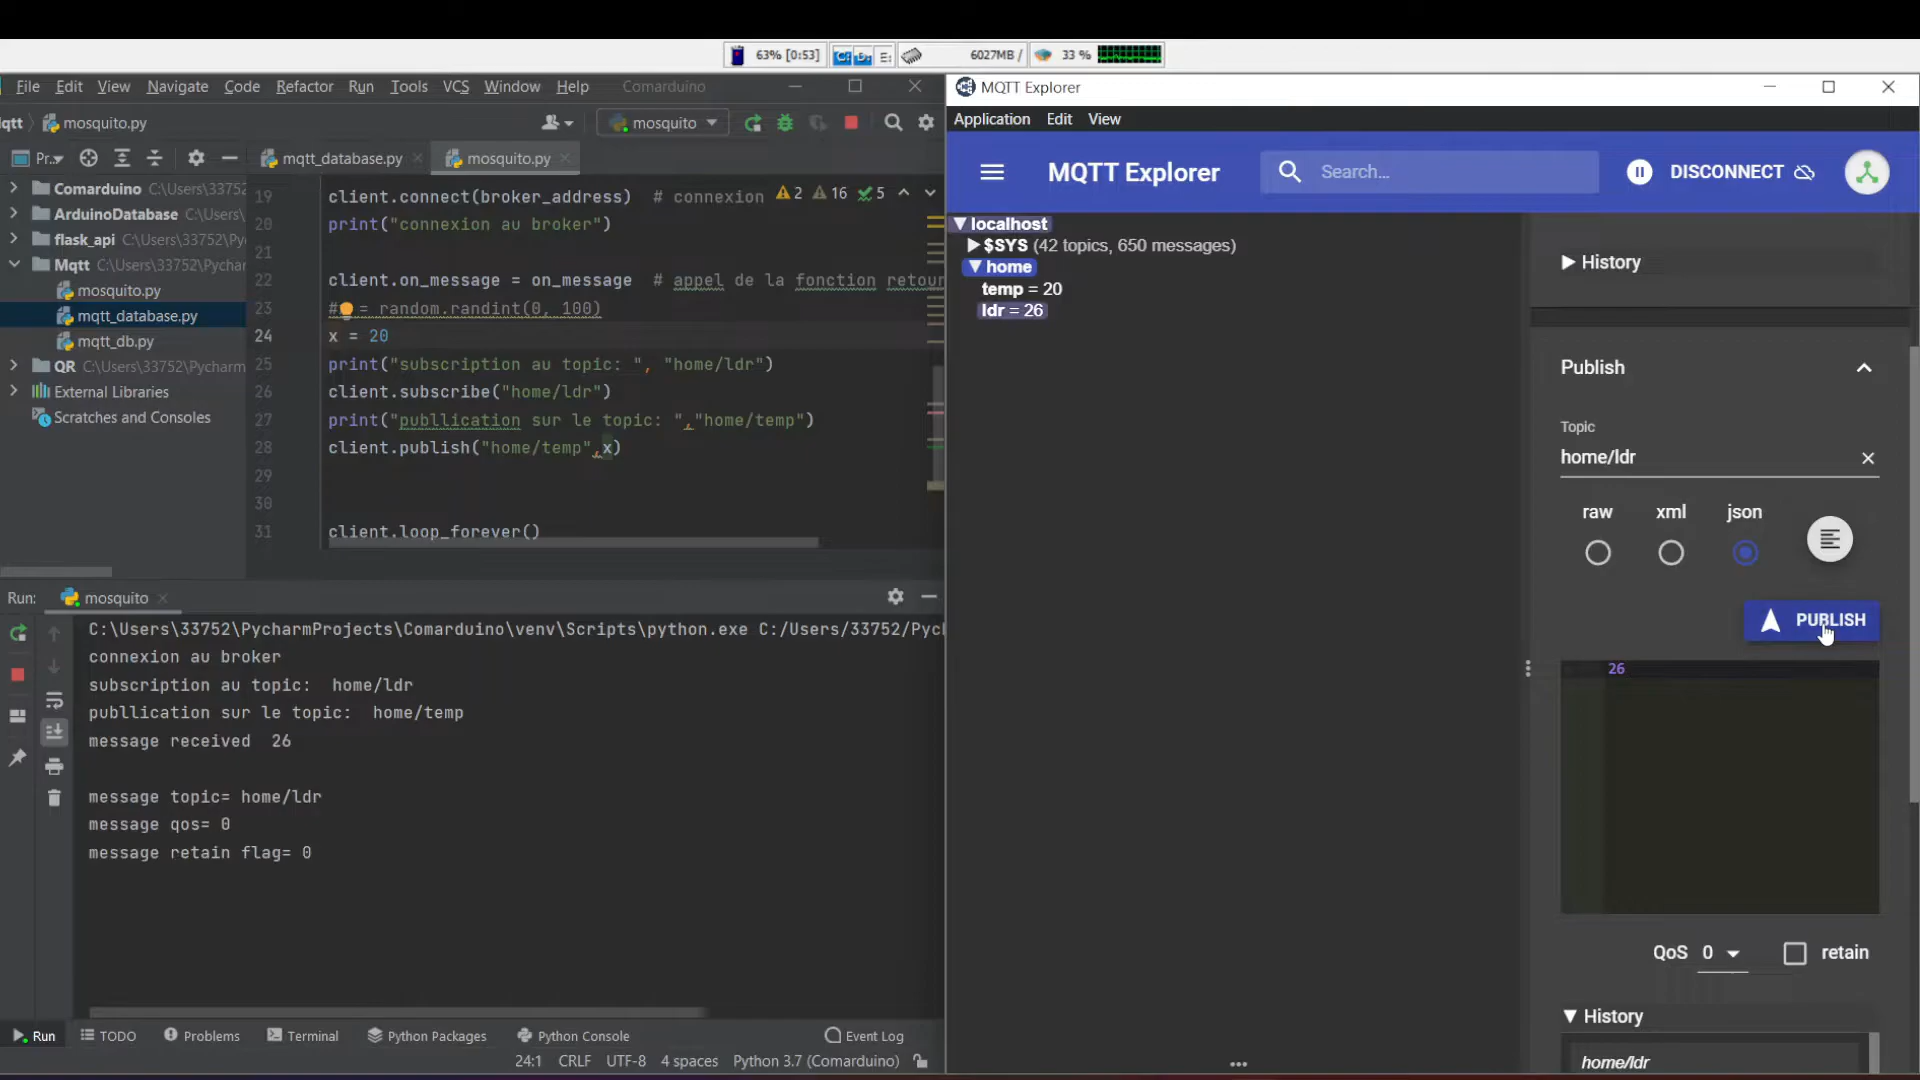 63% [0:53] C: D: E: 6027MB / 33 %
File Edit View Navigate Code Refactor Run Tools VCS Window Help Comarduino
qtt mosquito.py mosquito
Pr... mqtt_database.py mosquito.py
Comarduino C:\Users\33752
ArduinoDatabase C:\Users\
flask_api C:\Users\33752\Py
Mqtt C:\Users\33752\Pychar
mosquito.py
mqtt_database.py
mqtt_db.py
QR C:\Users\33752\Pycharm
External Libraries
Scratches and Consoles
19 client.connect(broker_address) # connexion 2 16 5
20 print("connexion au broker")
21
22 client.on_message = on_message # appel de la fonction retour
23 # = random.randint(0, 100)
24 x = 20
25 print("subscription au topic: ", "home/ldr")
26 client.subscribe("home/ldr")
27 print("publlication sur le topic: ","home/temp")
28 client.publish("home/temp",x)
29
30
31 client.loop_forever()
Run: mosquito
C:\Users\33752\PycharmProjects\Comarduino\venv\Scripts\python.exe C:/Users/33752/Pyc
connexion au broker
subscription au topic:  home/ldr
publlication sur le topic:  home/temp
message received  26
message topic= home/ldr
message qos= 0
message retain flag= 0
Run TODO Problems Terminal Python Packages Python Console Event Log
24:1 CRLF UTF-8 4 spaces Python 3.7 (Comarduino)
MQTT Explorer
Application Edit View
MQTT Explorer Search... DISCONNECT
localhost
$SYS (42 topics, 650 messages)
home
temp = 20
ldr = 26
History
Publish
Topic
home/ldr
raw xml json
PUBLISH
26
QoS 0 retain
History
home/ldr